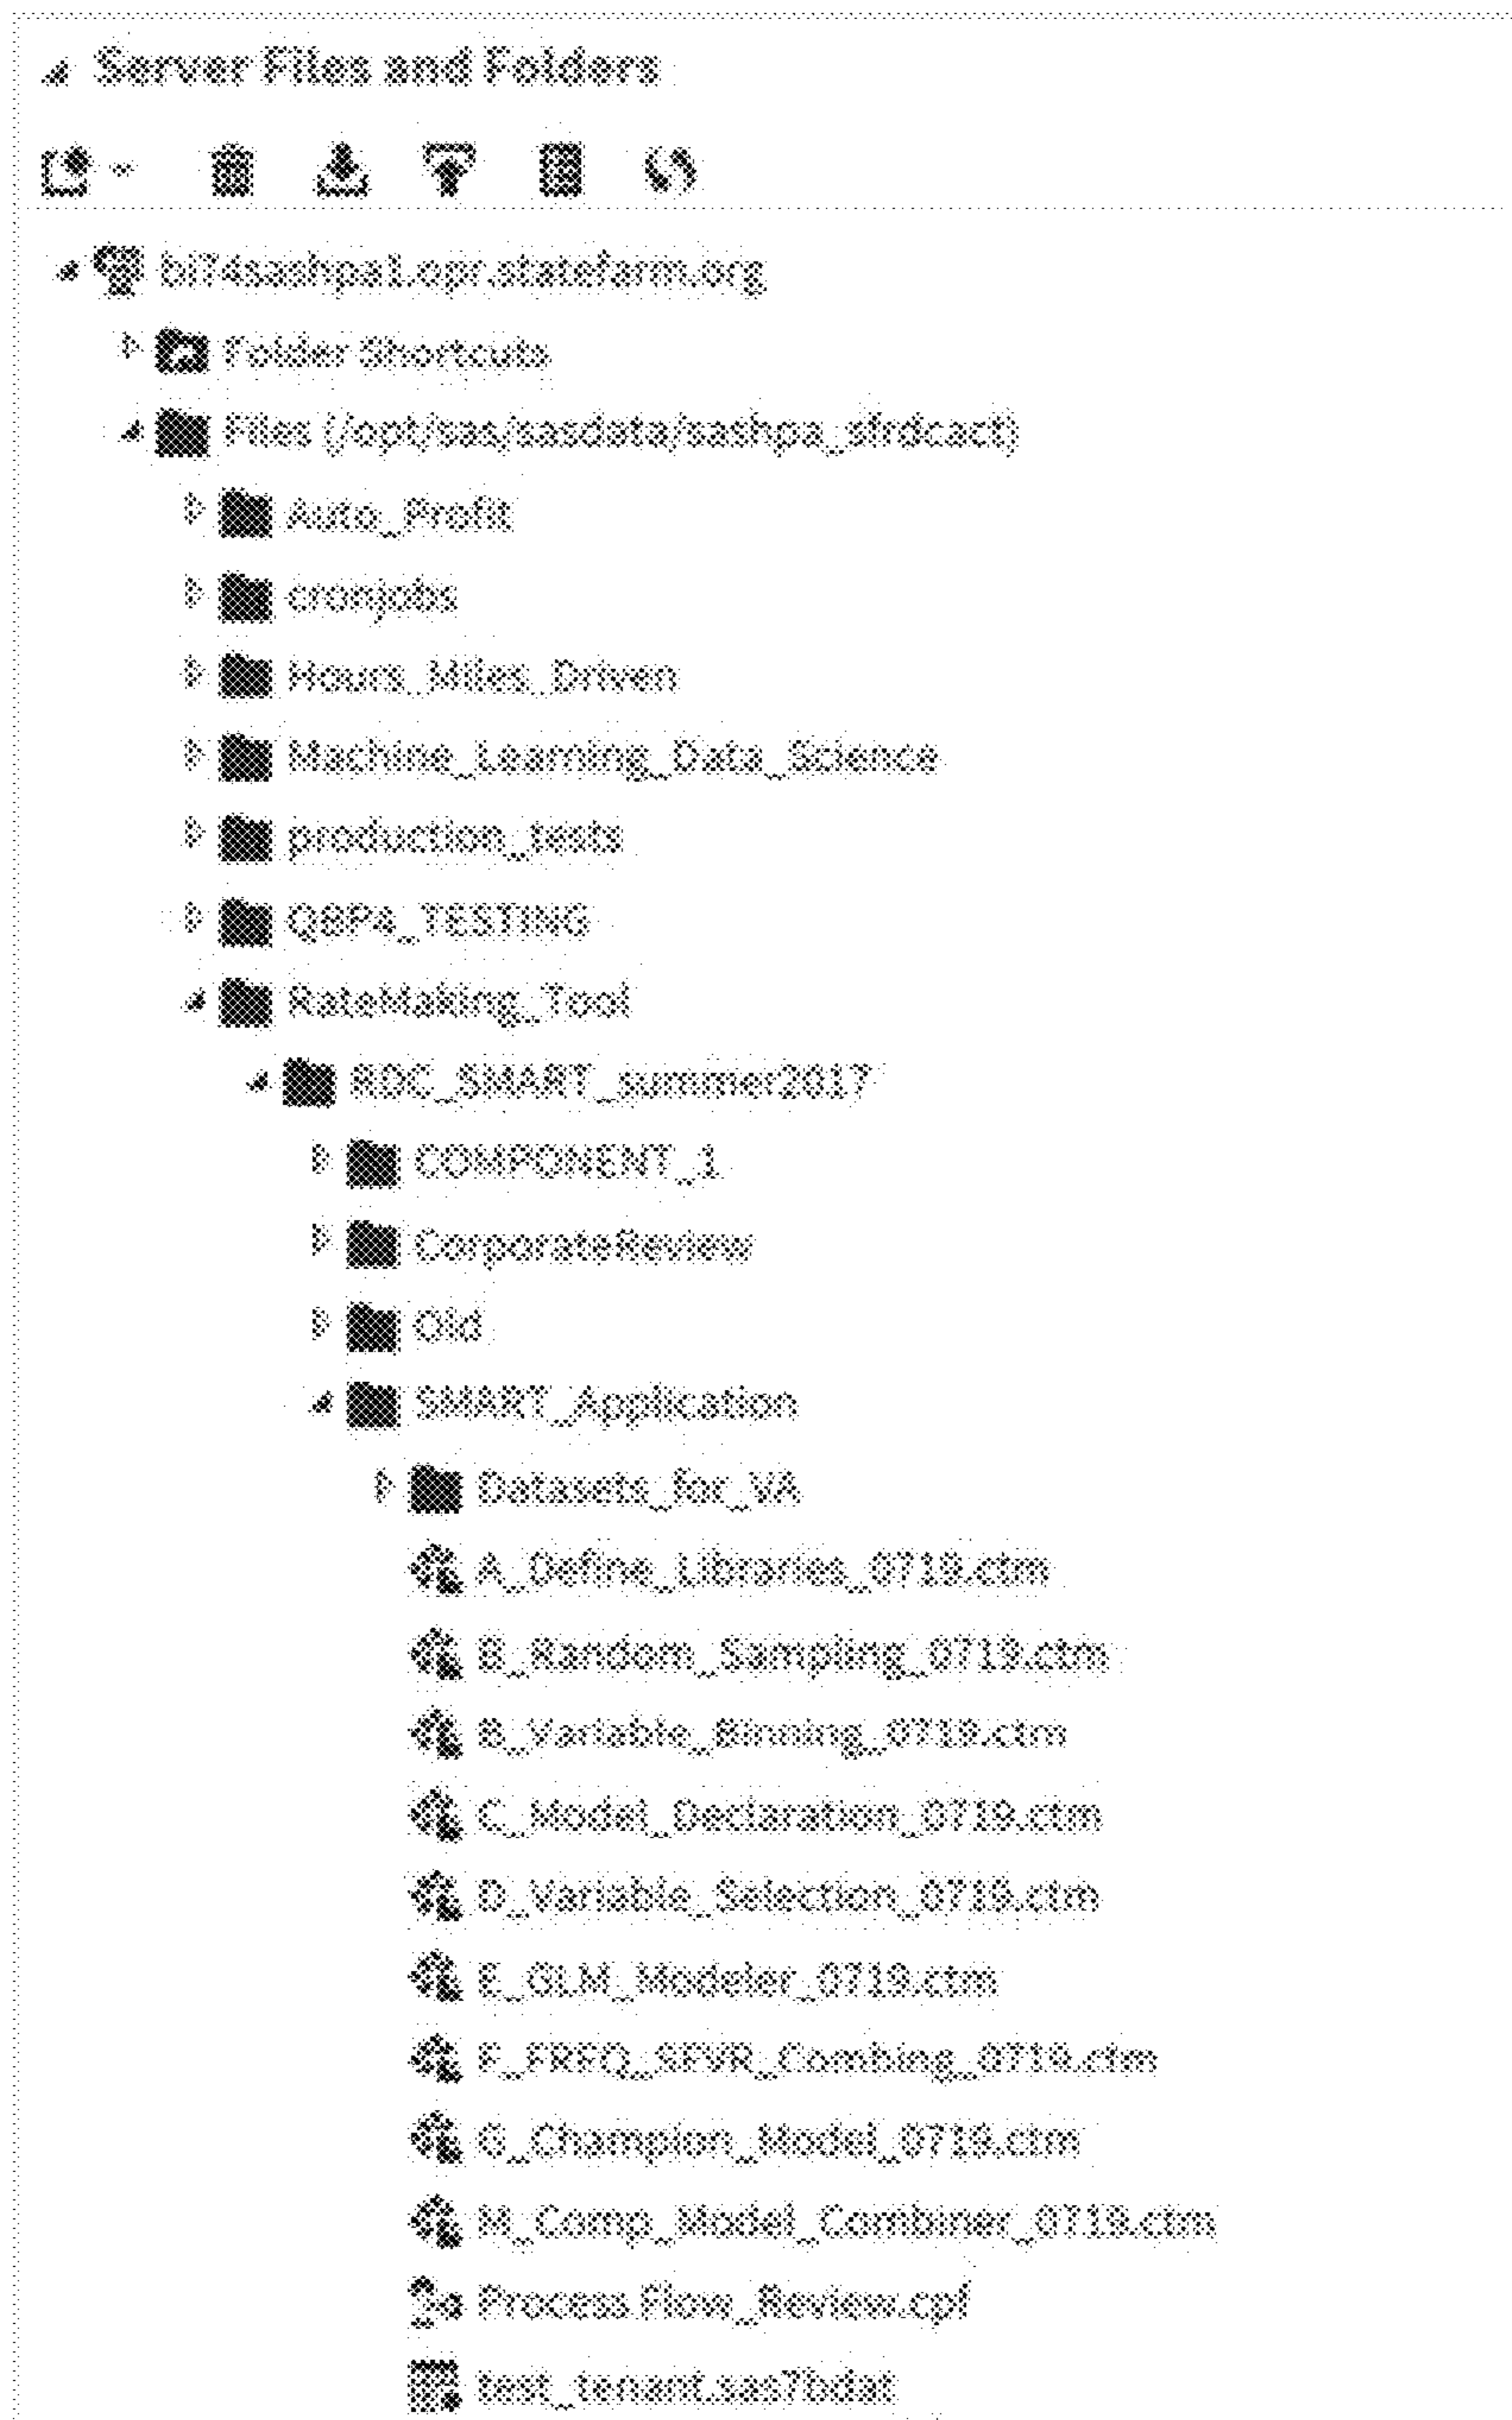 Server Files and Folders
bi74sashpa1.opr.statefarm.org
Folder Shortcuts
Files (/opt/sas/sasdata/sashpa_sfrdcact)
Auto_Profit
cronjobs
Hours_Miles_Driven
Machine_Learning_Data_Science
production_tests
QBPA_TESTING
RateMaking_Tool
RDC_SMART_summer2017
COMPONENT_1
CorporateReview
Old
SMART_Application
Datasets_for_VA
A_Define_Libraries_0719.ctm
B_Random_Sampling_0719.ctm
B_Variable_Binning_0719.ctm
C_Model_Declaration_0719.ctm
D_Variable_Selection_0719.ctm
E_GLM_Modeler_0719.ctm
F_FREQ_SEVR_Combing_0719.ctm
G_Champion_Model_0719.ctm
M_Comp_Model_Combiner_0719.ctm
Process Flow_Review.cpf
test_tenant.sas7bdat